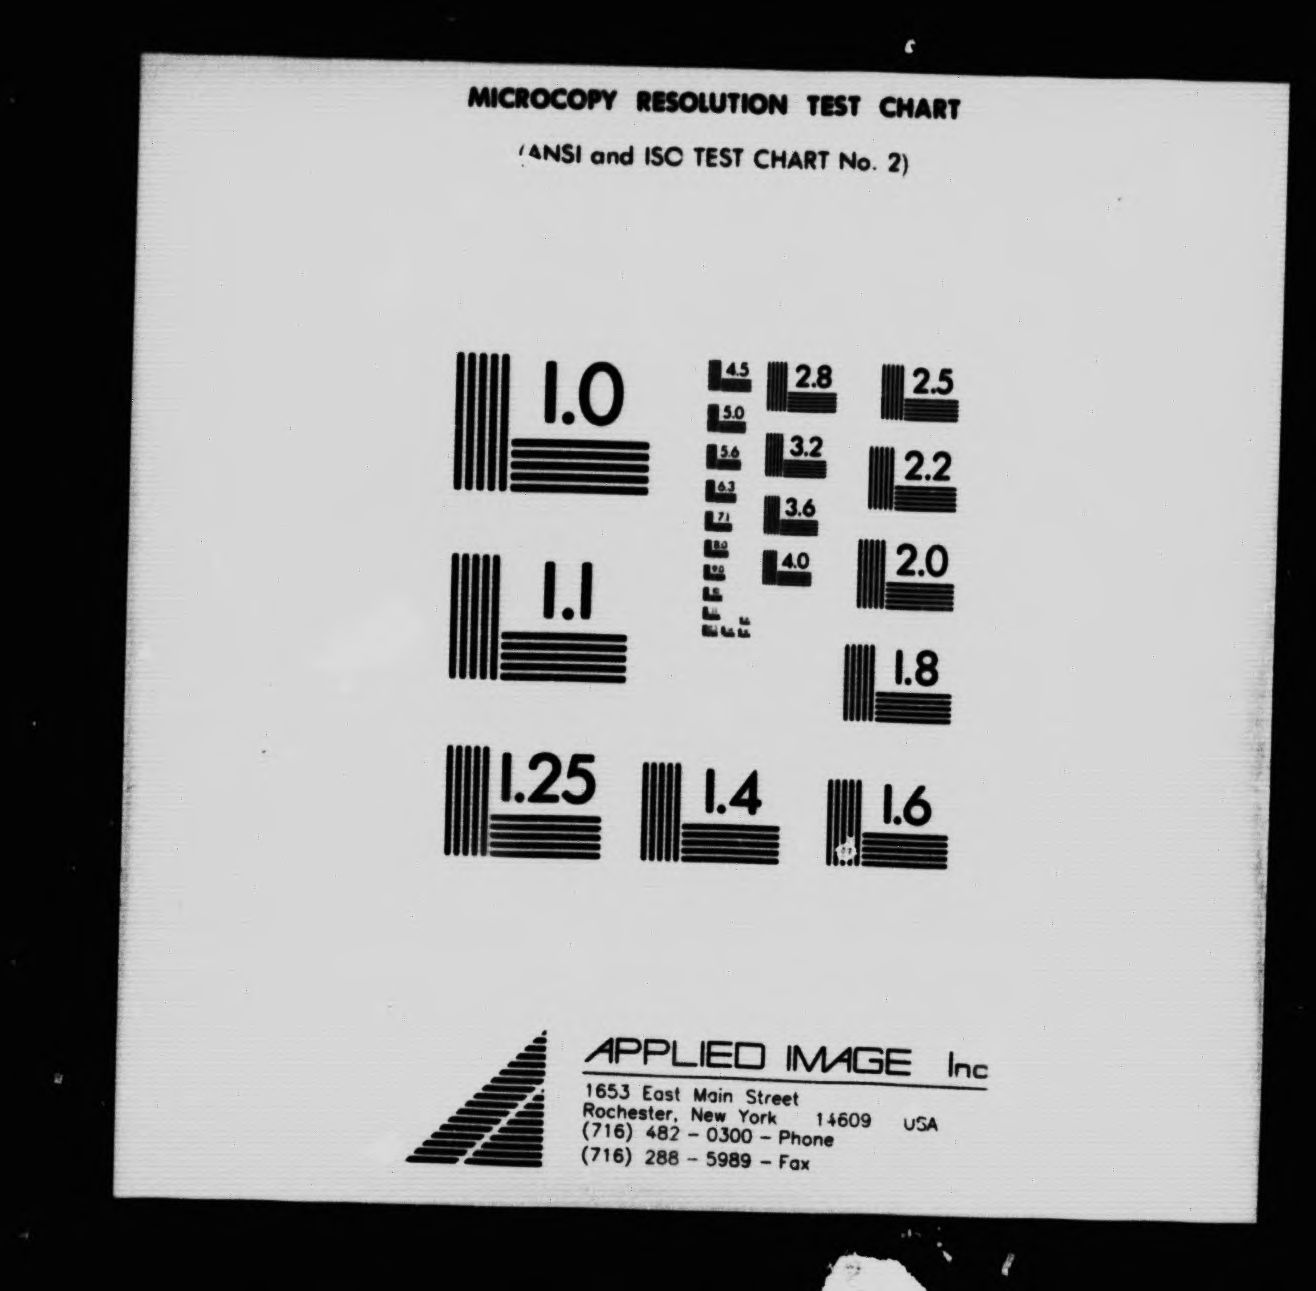 MICROCOPY RESOLUTION TEST CHART
(ANSI and ISO TEST CHART No. 2)
1.0
1.1
1.25
1.4
1.6
1.8
2.0
2.2
2.5
2.8
3.2
3.6
4.0
4.5
5.0
5.6
6.3
7.1
8.0
9.0
APPLIED IMAGE Inc
1653 East Main Street
Rochester, New York 14609 USA
(716) 482 - 0300 - Phone
(716) 288 - 5989 - Fax